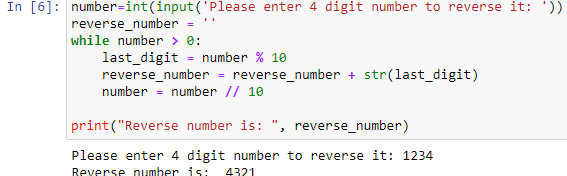 In [6]: number=int(input('Please enter 4 digit number to reverse it: '))
reverse_number = ''
while number > 0:
    last_digit = number % 10
    reverse_number = reverse_number + str(last_digit)
    number = number // 10
print("Reverse number is: ", reverse_number)
Please enter 4 digit number to reverse it: 1234
Reverse number is:  4321